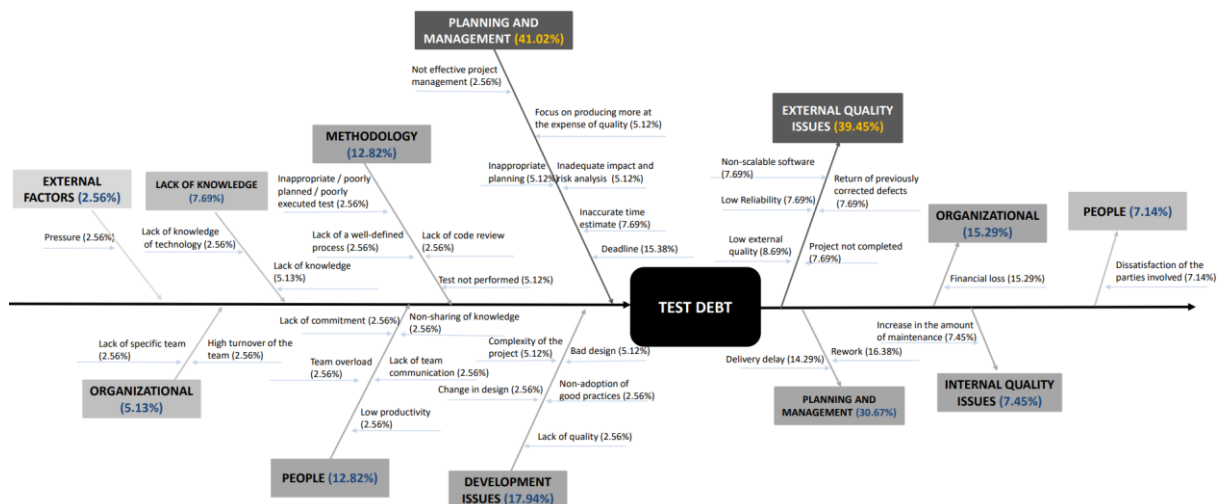 PLANNING AND
MANAGEMENT (41.02%)
Not effective project
management (2.56%)
Focus on producing more at
the expense of quality (5.12%)
Inappropriate
planning (5.12%)
Inadequate impact and
risk analysis (5.12%)
Inaccurate time
estimate (7.69%)
Deadline (15.38%)
METHODOLOGY
(12.82%)
Inappropriate / poorly
planned / poorly
executed test (2.56%)
Lack of a well-defined
process (2.56%)
Lack of code review
(2.56%)
Test not performed (5.12%)
LACK OF KNOWLEDGE
(7.69%)
Lack of knowledge
of technology (2.56%)
Lack of knowledge
(5.13%)
EXTERNAL
FACTORS (2.56%)
Pressure (2.56%)
Lack of specific team
(2.56%)
High turnover of the
team (2.56%)
ORGANIZATIONAL
(5.13%)
Lack of commitment (2.56%)
Non-sharing of knowledge
(2.56%)
Team overload
(2.56%)
Lack of team
communication (2.56%)
Low productivity
(2.56%)
PEOPLE (12.82%)
Complexity of the
project (5.12%)
Bad design (5.12%)
Change in design (2.56%)
Non-adoption of
good practices (2.56%)
Lack of quality (2.56%)
DEVELOPMENT
ISSUES (17.94%)
TEST DEBT
EXTERNAL QUALITY
ISSUES (39.45%)
Non-scalable software
(7.69%)
Return of previously
corrected defects
(7.69%)
Low Reliability (7.69%)
Low external
quality (8.69%)
Project not completed
(7.69%)
ORGANIZATIONAL
(15.29%)
Financial loss (15.29%)
PEOPLE (7.14%)
Dissatisfaction of the
parties involved (7.14%)
Delivery delay (14.29%)
Rework (16.38%)
PLANNING AND
MANAGEMENT (30.67%)
Increase in the amount
of maintenance (7.45%)
INTERNAL QUALITY
ISSUES (7.45%)